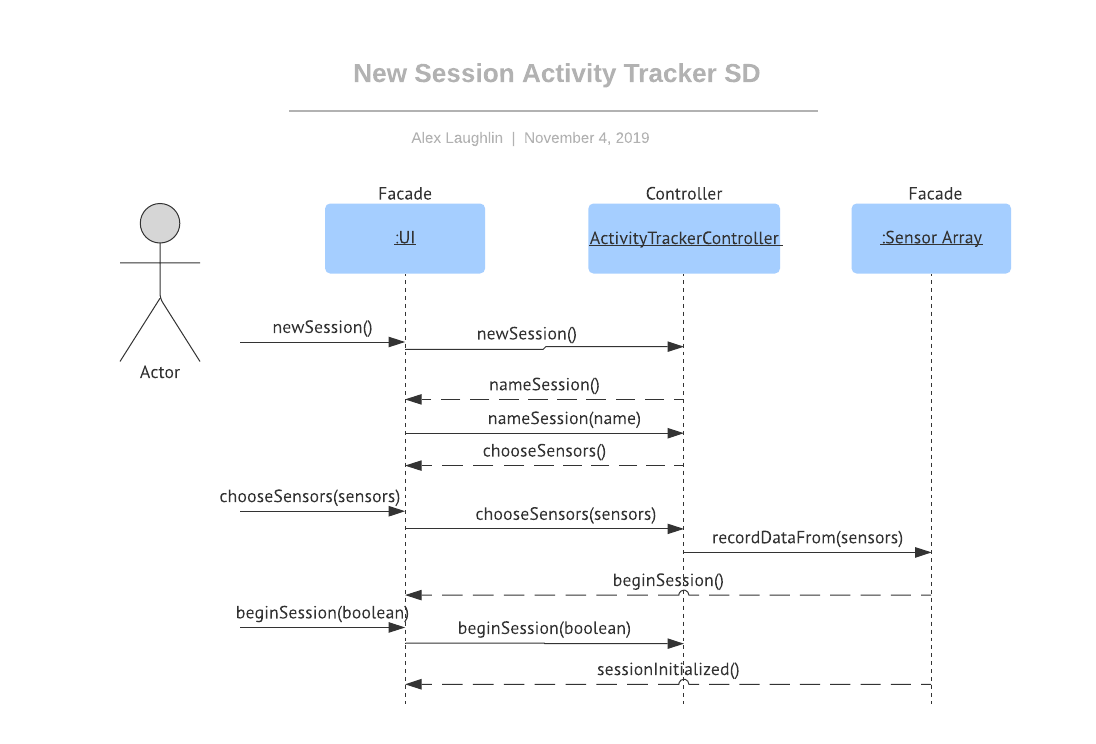 New Session Activity Tracker SD
Alex Laughlin | November 4, 2019
Facade
Controller
Facade
:UI
ActivityTrackerController
:Sensor Array
newSession()
newSession()
Actor
nameSession()
nameSession(name)
chooseSensors()
chooseSensors(sensors)
chooseSensors(sensors)
recordDataFrom(sensors)
beginSession()
beginSession(boolean)
beginSession(boolean)
sessionInitialized()